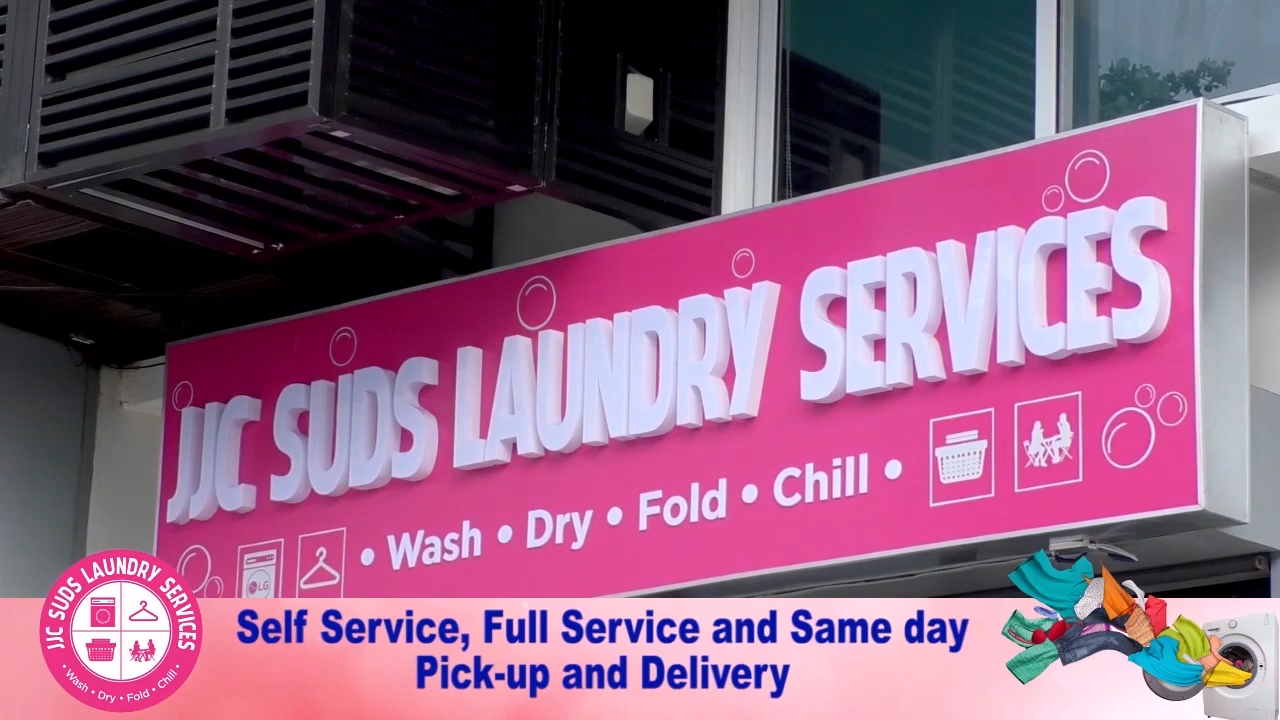 JJC SUDS LAUNDRY SERVICES
• Wash • Dry • Fold • Chill •
LG
JJC SUDS LAUNDRY SERVICES
• Wash • Dry • Fold • Chill •
Self Service, Full Service and Same day
Pick-up and Delivery